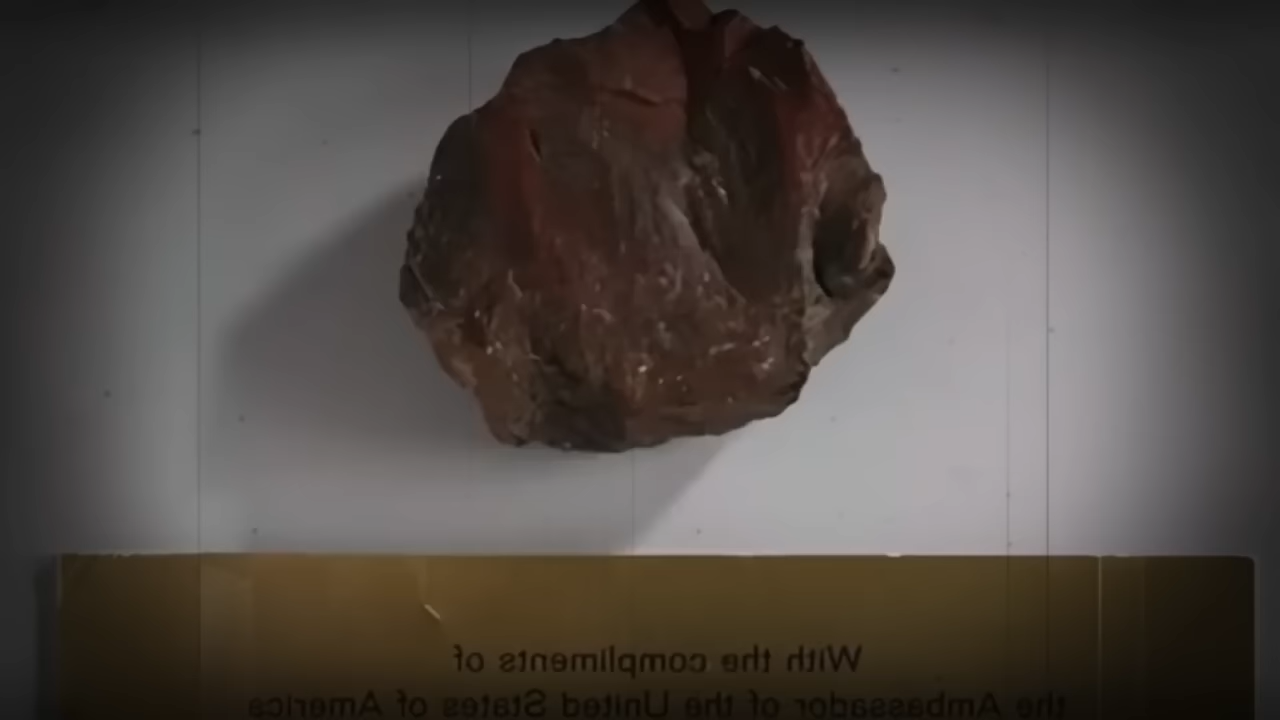 With the compliments of
the Ambassador of the United States of America